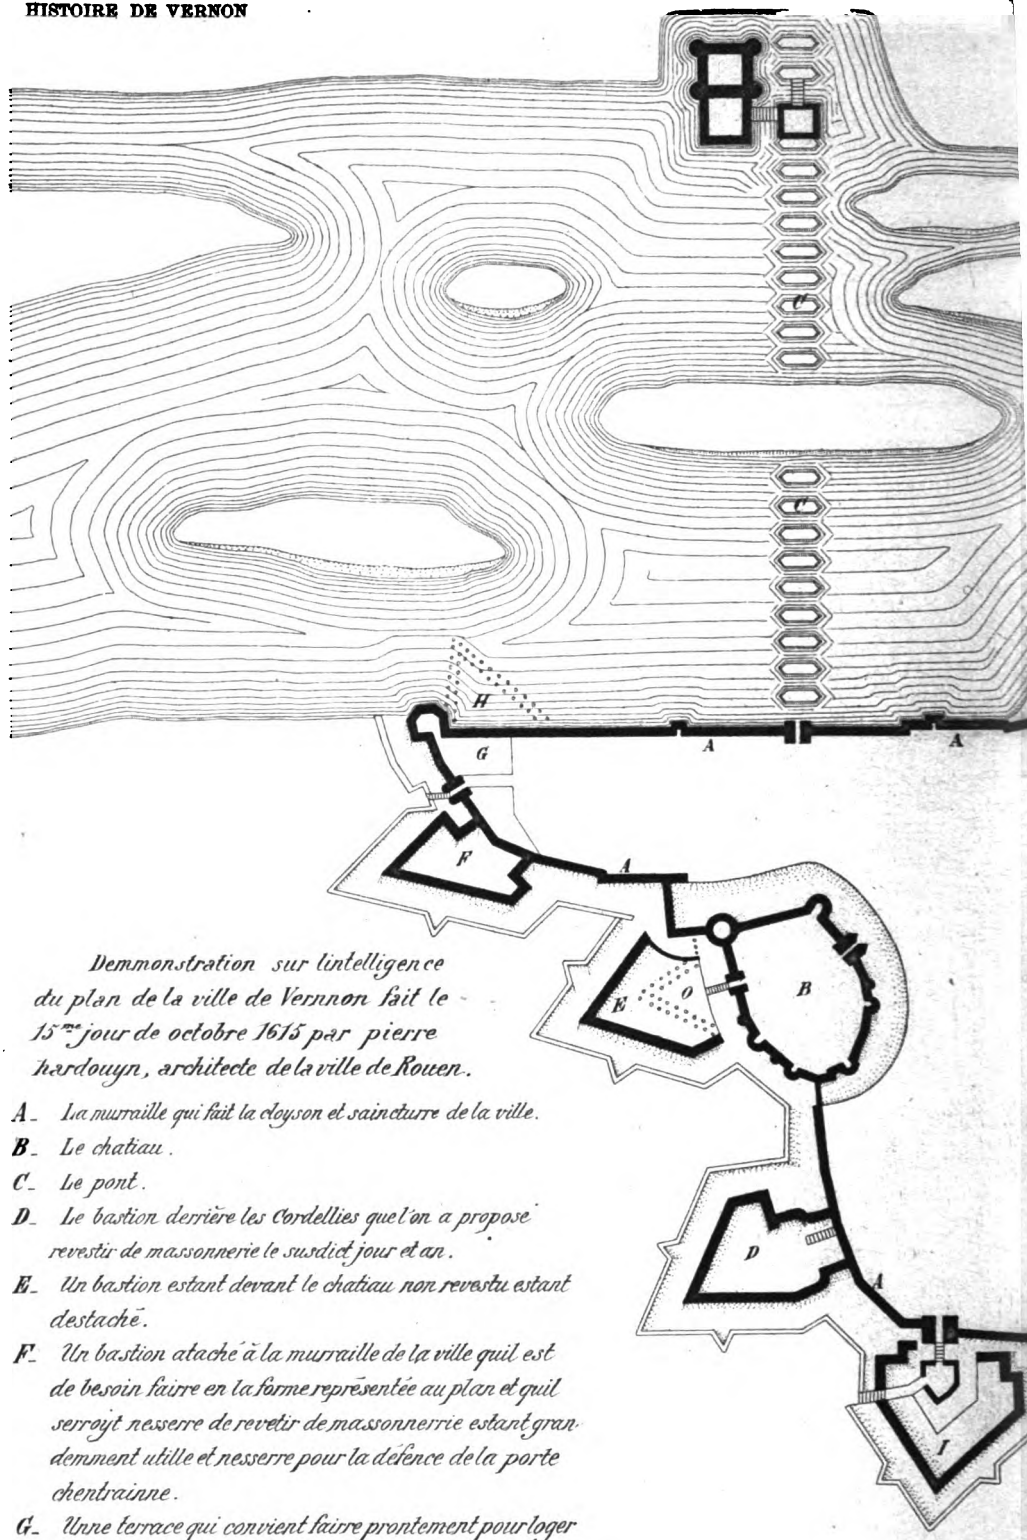 HISTOIRE DE VERNON
C
C
H
G
A
A
F
A
E
O
B
D
A
I
Demmonstration sur lintelligence
du plan de la ville de Vernnon fait le
15me jour de octobre 1615 par pierre
hardouyn, architecte de la ville de Rouen.
A_ La murraille qui fait la cloyson et saincturre de la ville.
B_ Le chatiau.
C_ Le pont.
D_ Le bastion derrière les Cordellies que l'on a propose
revestir de massonnerie le susdict jour et an.
E_ Un bastion estant devant le chatiau non revestu estant
destaché.
F_ Un bastion ataché à la murraille de la ville quil est
de besoin fairre en la forme représentée au plan et quil
serroyt nesserre de revetir de massonnerrie estant gran-
demment utille et nesserre pour la défence de la porte
chentrainne.
G_ Unne terrace qui convient fairre prontement pour loger